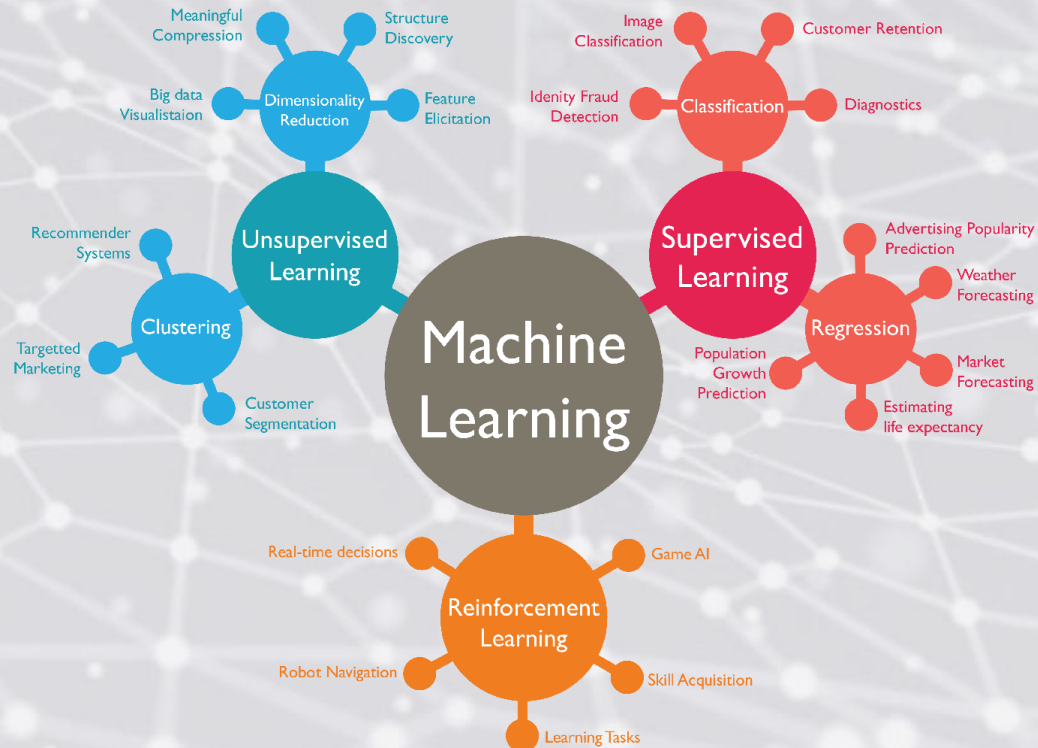 Meaningful
Compression
Structure
Discovery
Big data
Visualistaion
Dimensionality
Reduction
Feature
Elicitation
Image
Classification
Customer Retention
Idenity Fraud
Detection
Classification
Diagnostics
Recommender
Systems
Unsupervised
Learning
Clustering
Targetted
Marketing
Customer
Segmentation
Machine
Learning
Supervised
Learning
Advertising Popularity
Prediction
Weather
Forecasting
Regression
Population
Growth
Prediction
Market
Forecasting
Estimating
life expectancy
Real-time decisions
Game AI
Reinforcement
Learning
Robot Navigation
Skill Acquisition
Learning Tasks